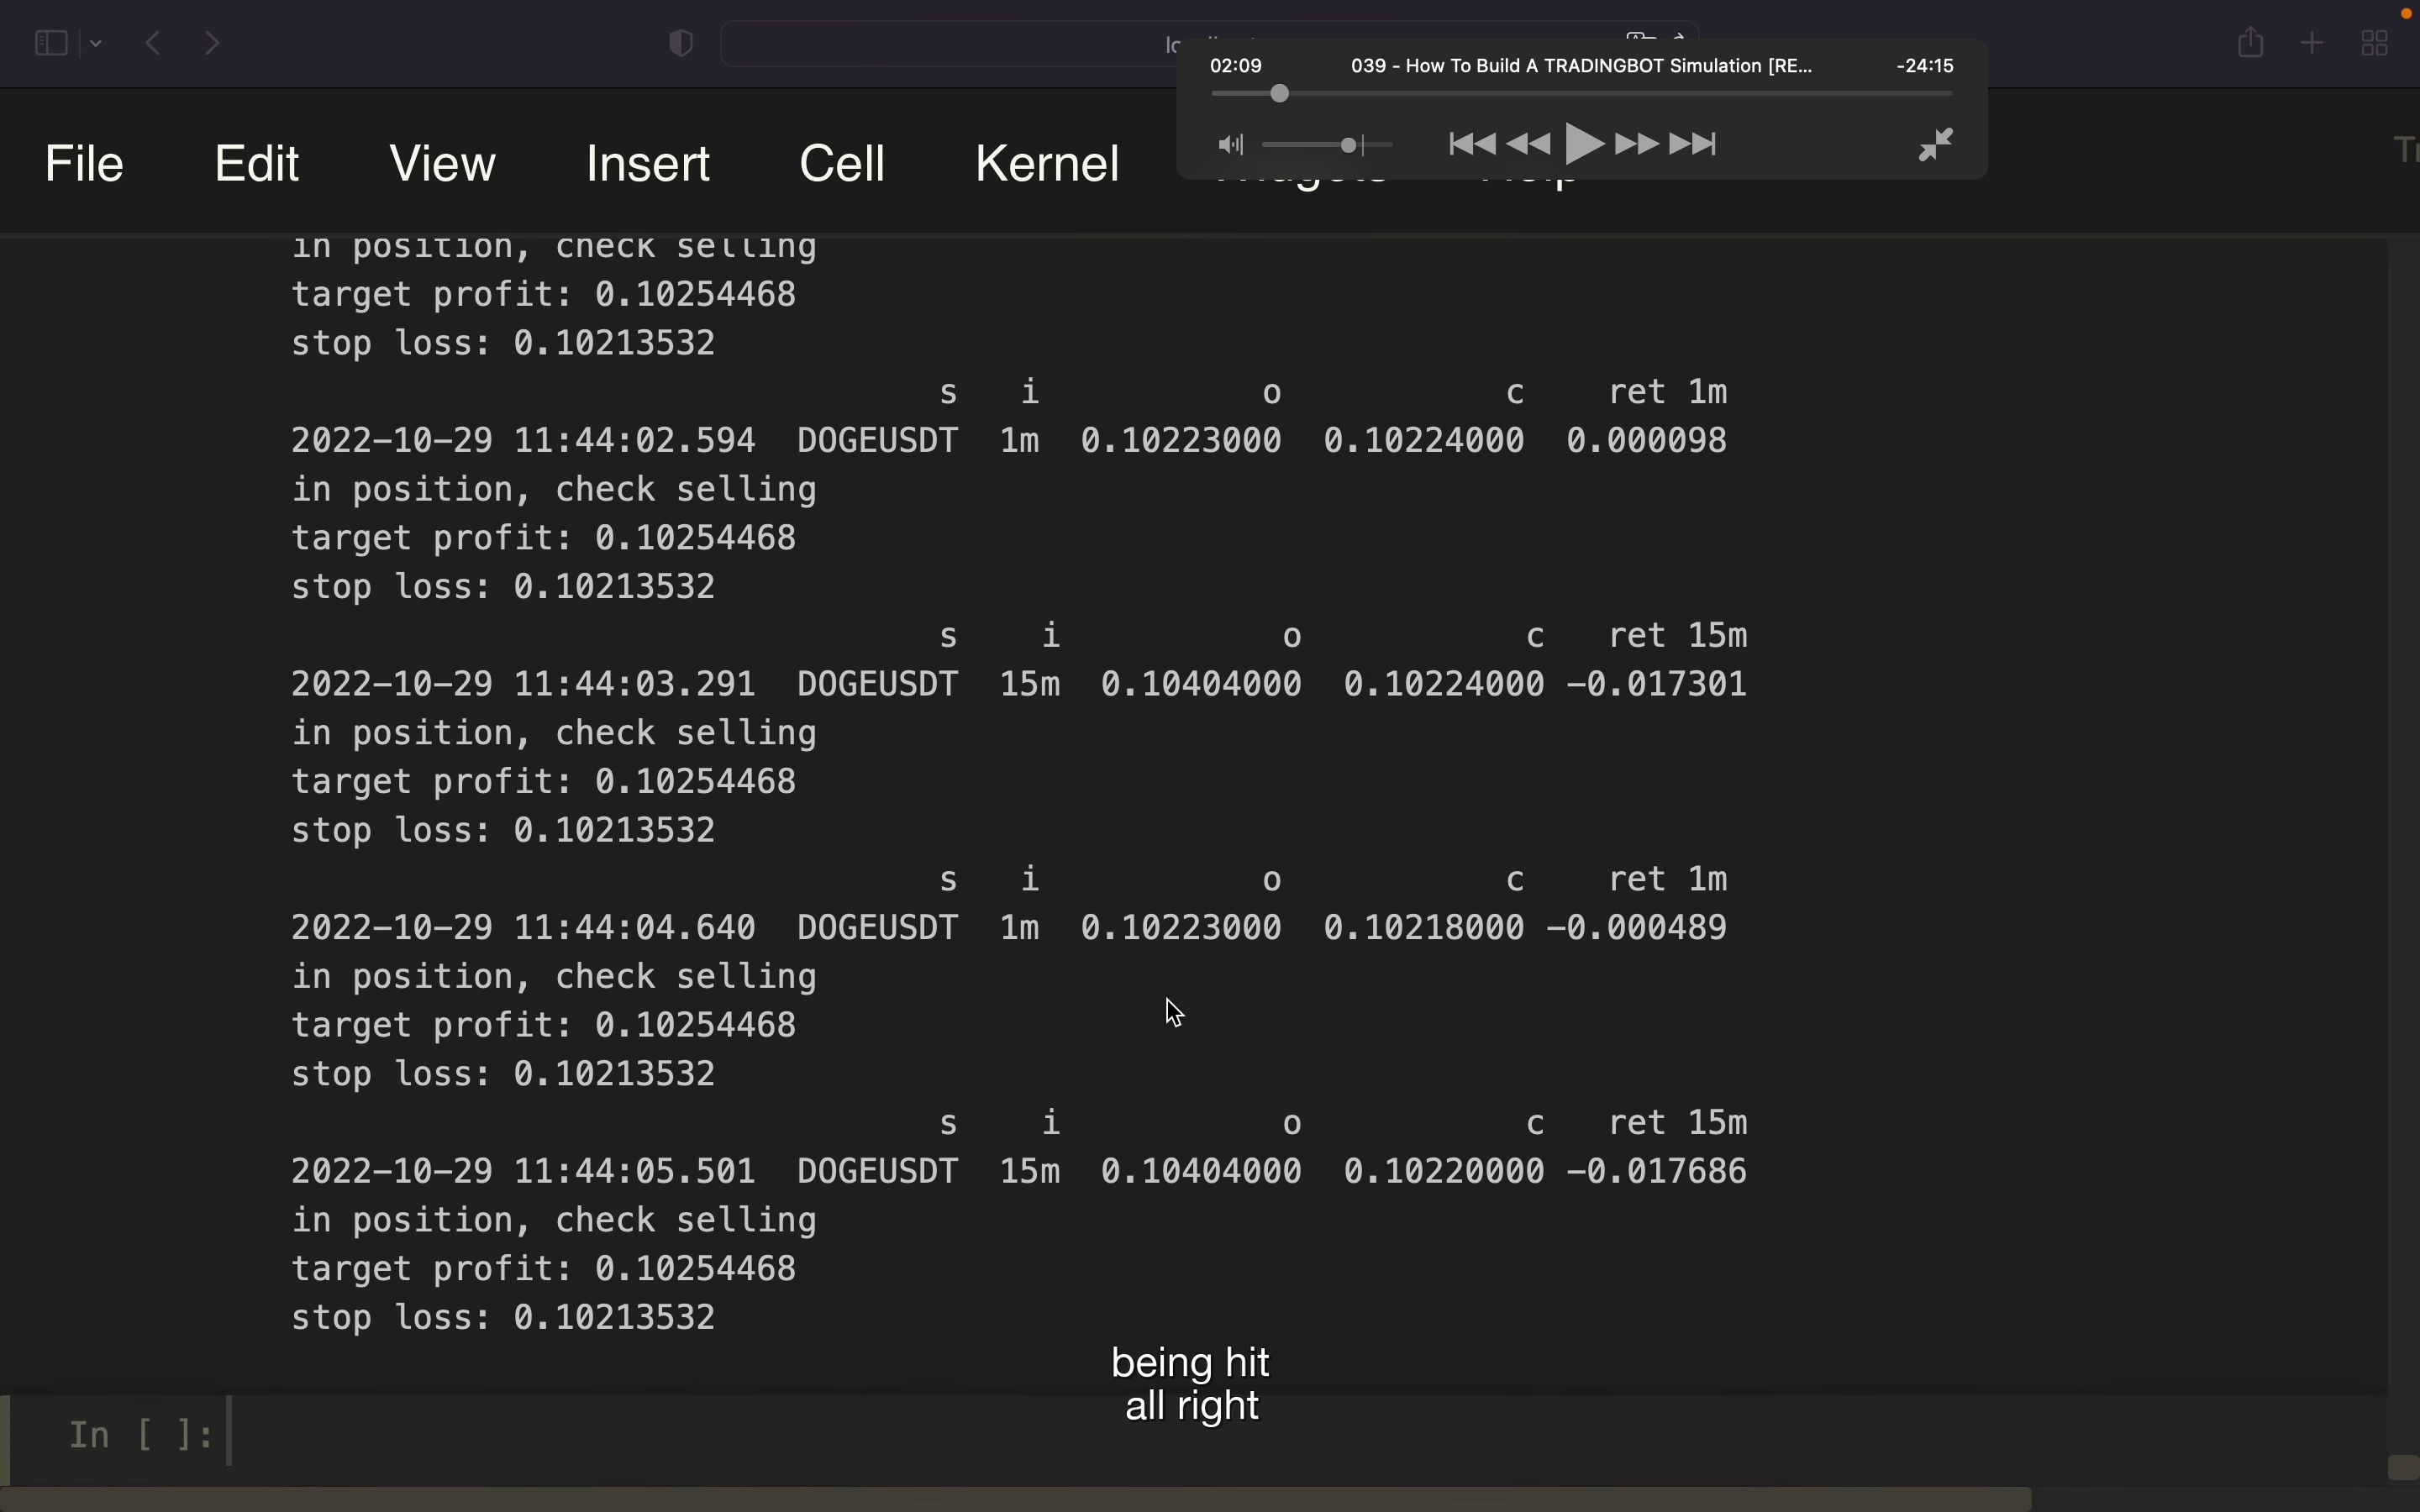 02:09 039 - How To Build A TRADINGBOT Simulation [RE... -24:15
File Edit View Insert Cell Kernel Widgets Help
in position, check selling
target profit: 0.10254468
stop loss: 0.10213532
s i o c ret 1m
2022-10-29 11:44:02.594 DOGEUSDT 1m 0.10223000 0.10224000 0.000098
in position, check selling
target profit: 0.10254468
stop loss: 0.10213532
s i o c ret 15m
2022-10-29 11:44:03.291 DOGEUSDT 15m 0.10404000 0.10224000 -0.017301
in position, check selling
target profit: 0.10254468
stop loss: 0.10213532
s i o c ret 1m
2022-10-29 11:44:04.640 DOGEUSDT 1m 0.10223000 0.10218000 -0.000489
in position, check selling
target profit: 0.10254468
stop loss: 0.10213532
s i o c ret 15m
2022-10-29 11:44:05.501 DOGEUSDT 15m 0.10404000 0.10220000 -0.017686
in position, check selling
target profit: 0.10254468
stop loss: 0.10213532
being hit
all right
In [ ]: